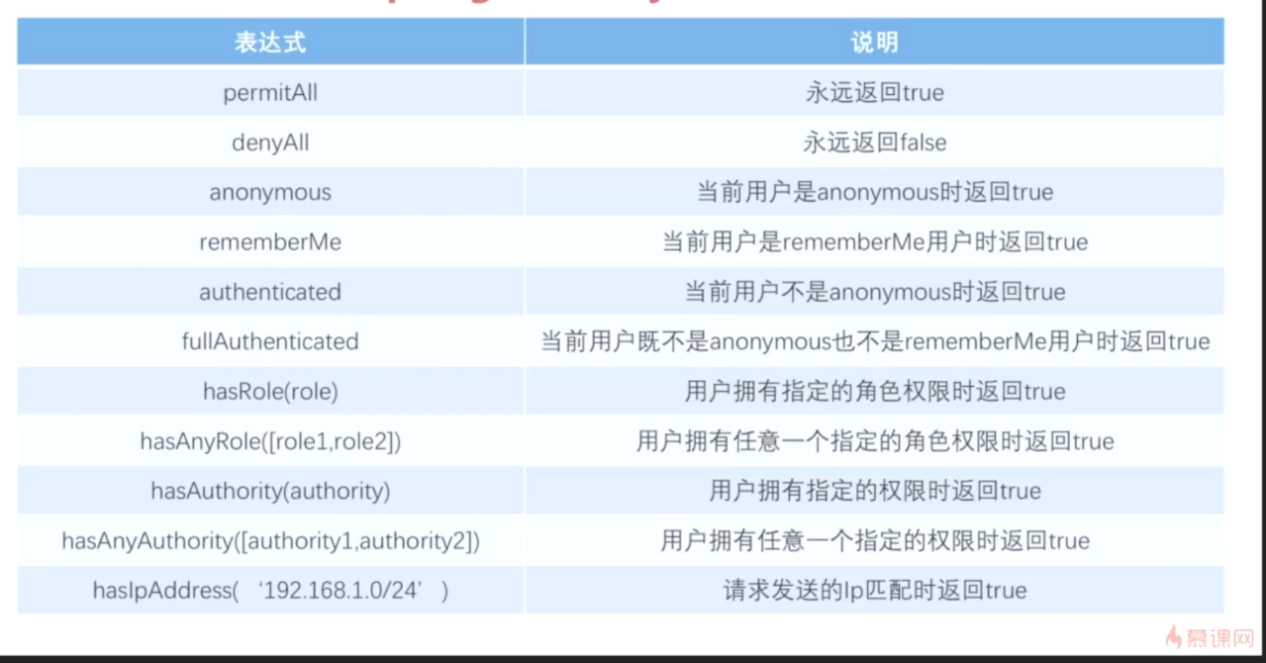 表达式 说明
permitAll 永远返回true
denyAll 永远返回false
anonymous 当前用户是anonymous时返回true
rememberMe 当前用户是rememberMe用户时返回true
authenticated 当前用户不是anonymous时返回true
fullAuthenticated 当前用户既不是anonymous也不是rememberMe用户时返回true
hasRole(role) 用户拥有指定的角色权限时返回true
hasAnyRole([role1,role2]) 用户拥有任意一个指定的角色权限时返回true
hasAuthority(authority) 用户拥有指定的权限时返回true
hasAnyAuthority([authority1,authority2]) 用户拥有任意一个指定的权限时返回true
hasIpAddress( ‘192.168.1.0/24’ ) 请求发送的Ip匹配时返回true
慕课网